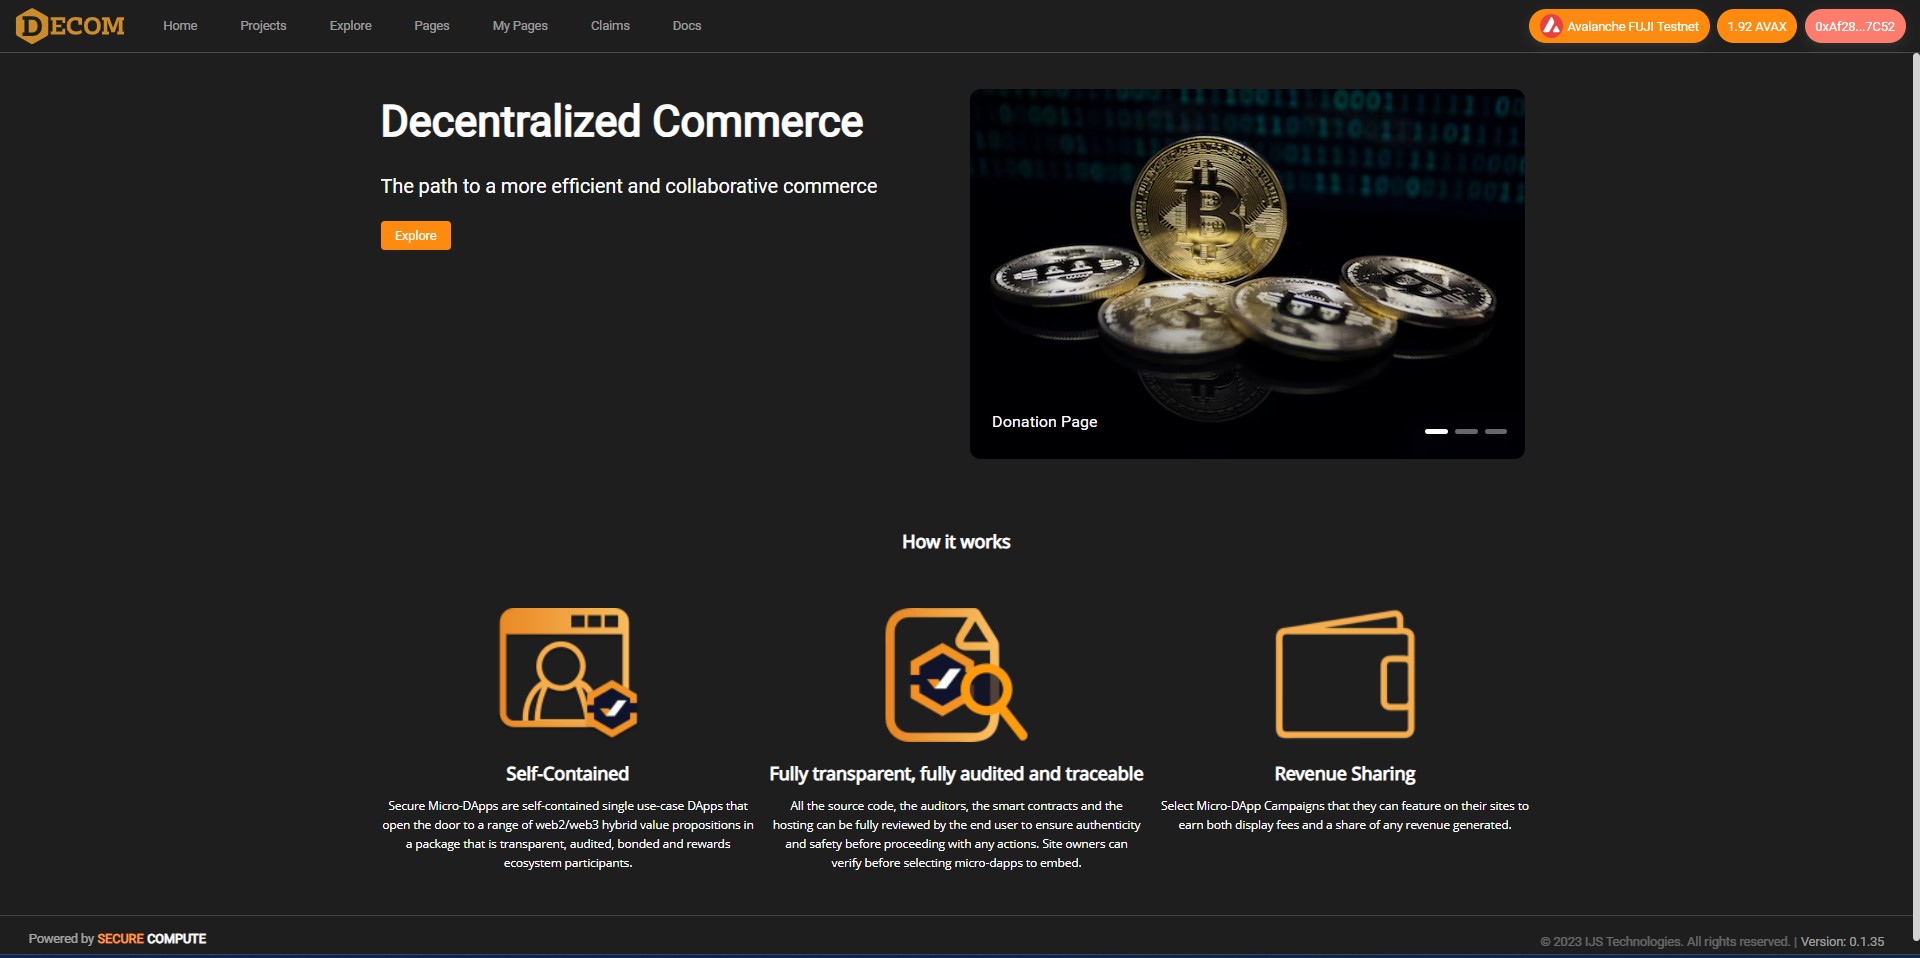 DECOM
Home Projects Explore Pages My Pages Claims Docs
Avalanche FUJI Testnet 1.92 AVAX 0xAf28...7C52
Decentralized Commerce
The path to a more efficient and collaborative commerce
Explore
Donation Page
How it works
Self-Contained
Secure Micro-DApps are self-contained single use-case DApps that
open the door to a range of web2/web3 hybrid value propositions in
a package that is transparent, audited, bonded and rewards
ecosystem participants.
Fully transparent, fully audited and traceable
All the source code, the auditors, the smart contracts and the
hosting can be fully reviewed by the end user to ensure authenticity
and safety before proceeding with any actions. Site owners can
verify before selecting micro-dapps to embed.
Revenue Sharing
Select Micro-DApp Campaigns that they can feature on their sites to
earn both display fees and a share of any revenue generated.
Powered by SECURE COMPUTE
© 2023 IJS Technologies. All rights reserved. | Version: 0.1.35